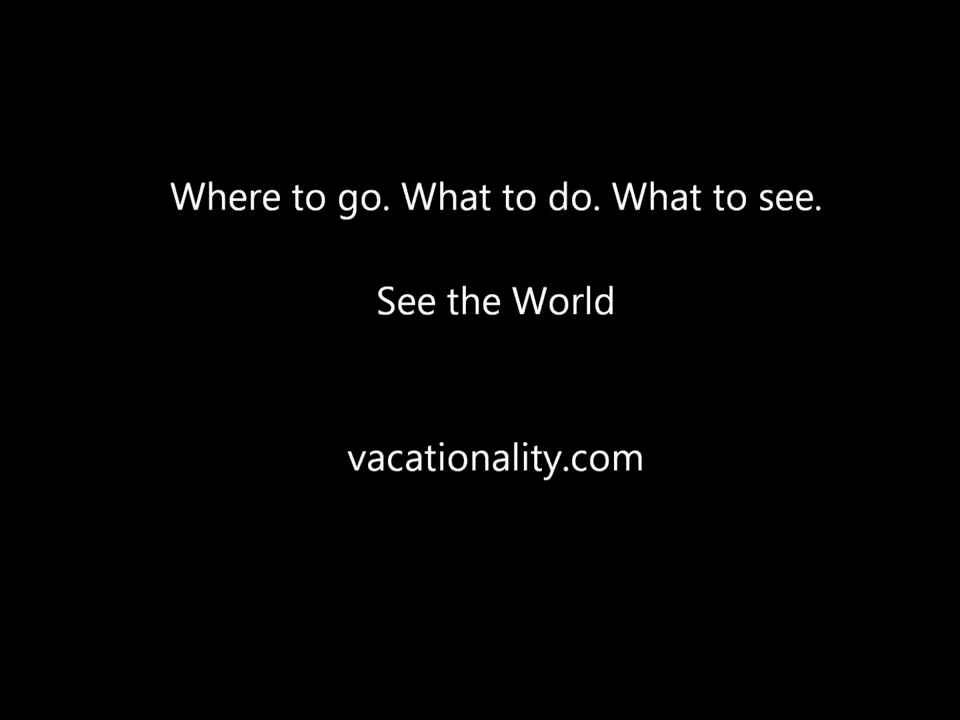 Where to go. What to do. What to see.
See the World
vacationality.com